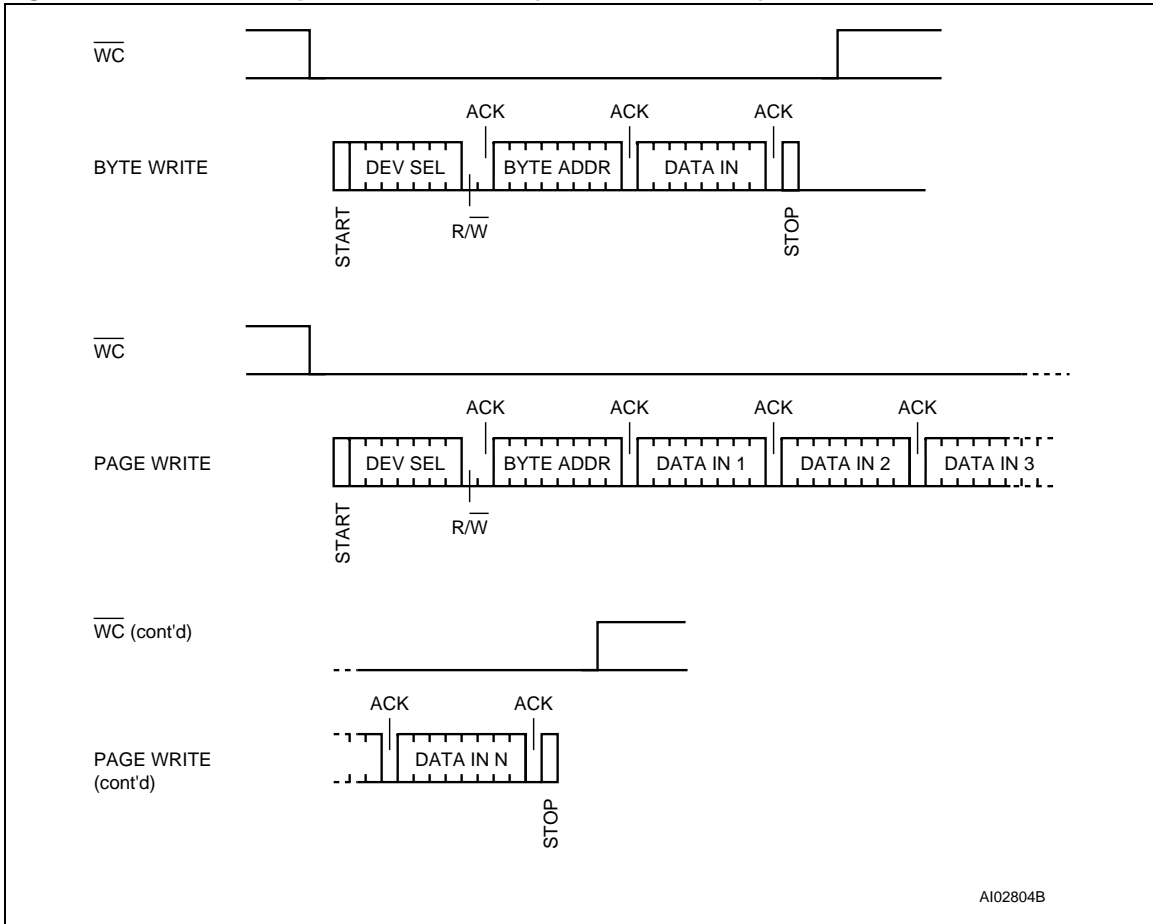 WC
ACK ACK ACK
BYTE WRITE DEV SEL BYTE ADDR DATA IN
START R/W STOP
WC
ACK ACK ACK ACK
PAGE WRITE DEV SEL BYTE ADDR DATA IN 1 DATA IN 2 DATA IN 3
START R/W
WC (cont'd)
ACK ACK
PAGE WRITE DATA IN N
(cont'd)
STOP
AI02804B